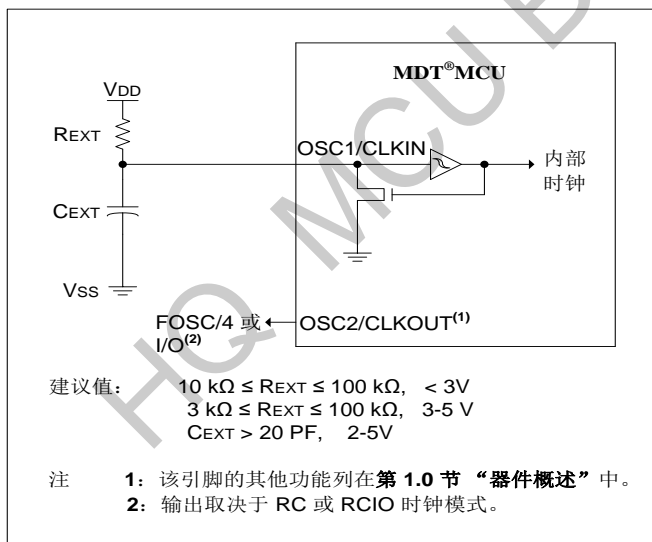 MDT®MCU
VDD
REXT
OSC1/CLKIN
内部
时钟
CEXT
VSS
FOSC/4 或
I/O(2)
OSC2/CLKOUT(1)
建议值: 10 kΩ ≤ REXT ≤ 100 kΩ, < 3V
3 kΩ ≤ REXT ≤ 100 kΩ, 3-5 V
CEXT > 20 PF, 2-5V
注 1: 该引脚的其他功能列在第 1.0 节 “器件概述”中。
2: 输出取决于 RC 或 RCIO 时钟模式。
HQ MCU